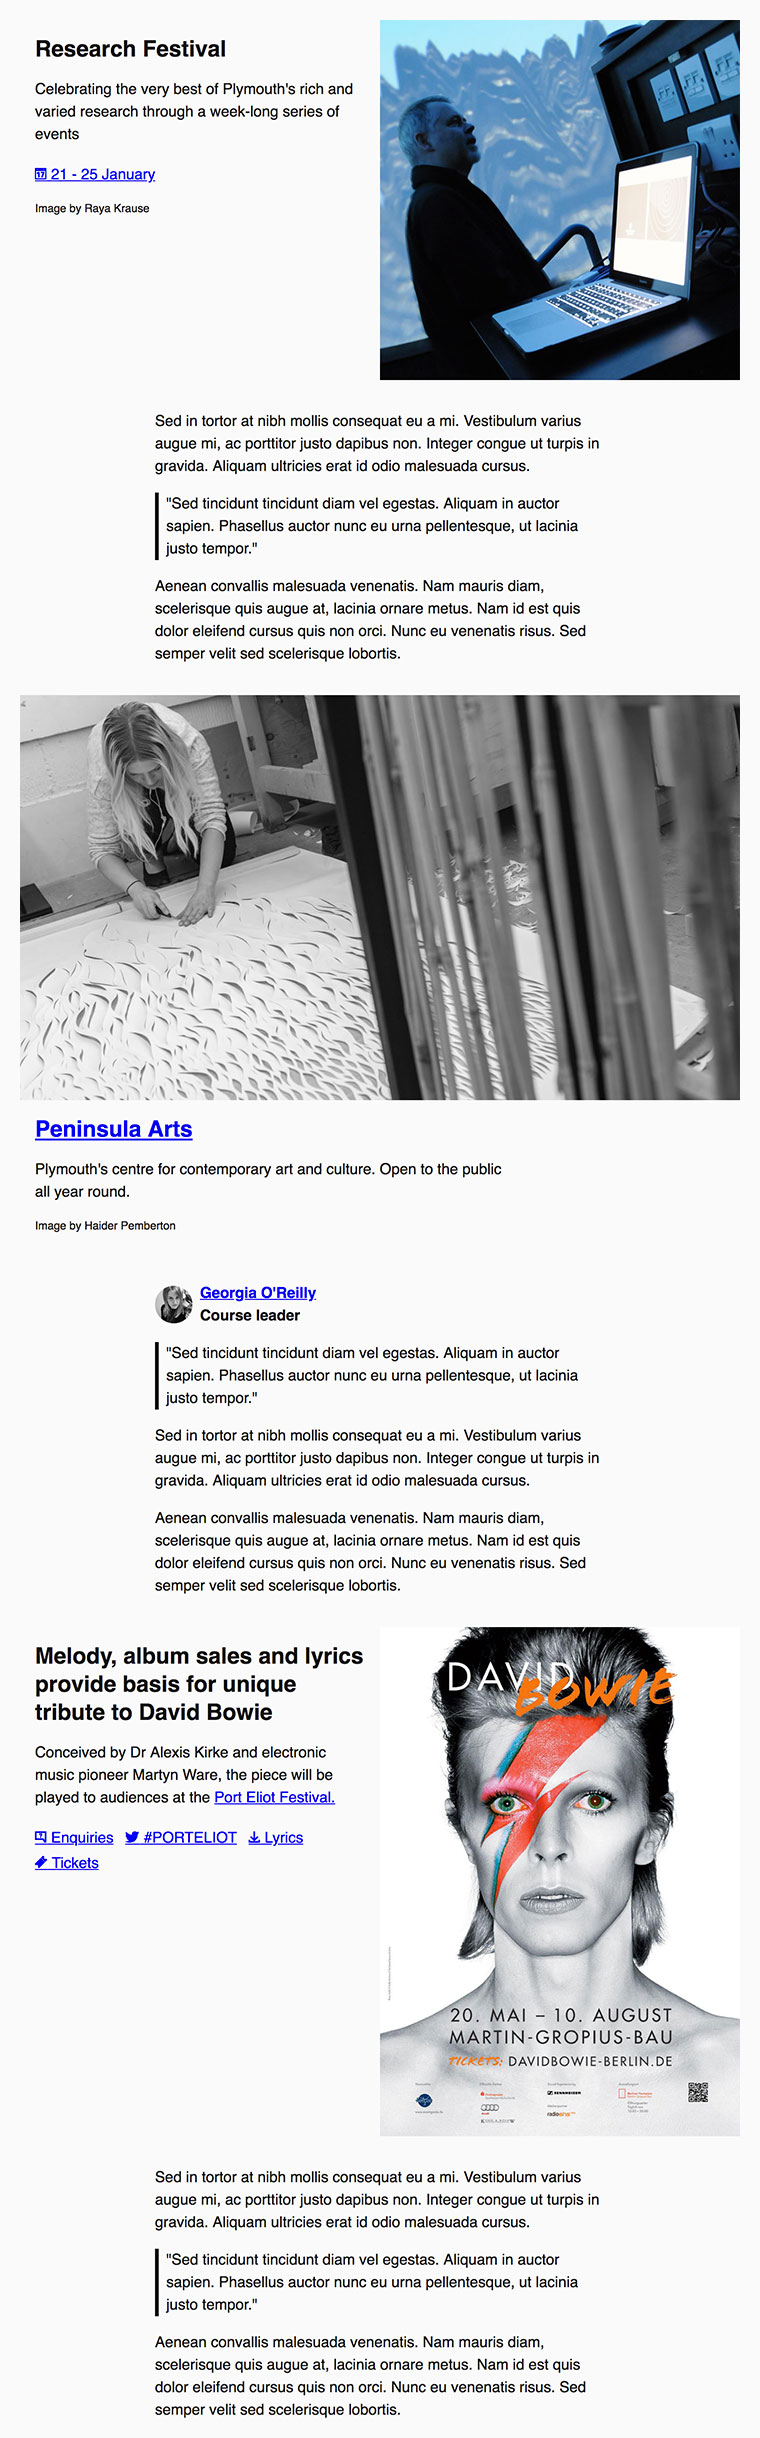 Research Festival
Celebrating the very best of Plymouth's rich and
varied research through a week-long series of
events
21 - 25 January
Image by Raya Krause
Sed in tortor at nibh mollis consequat eu a mi. Vestibulum varius
augue mi, ac porttitor justo dapibus non. Integer congue ut turpis in
gravida. Aliquam ultricies erat id odio malesuada cursus.
"Sed tincidunt tincidunt diam vel egestas. Aliquam in auctor
sapien. Phasellus auctor nunc eu urna pellentesque, ut lacinia
justo tempor."
Aenean convallis malesuada venenatis. Nam mauris diam,
scelerisque quis augue at, lacinia ornare metus. Nam id est quis
dolor eleifend cursus quis non orci. Nunc eu venenatis risus. Sed
semper velit sed scelerisque lobortis.
Peninsula Arts
Plymouth's centre for contemporary art and culture. Open to the public
all year round.
Image by Haider Pemberton
Georgia O'Reilly
Course leader
"Sed tincidunt tincidunt diam vel egestas. Aliquam in auctor
sapien. Phasellus auctor nunc eu urna pellentesque, ut lacinia
justo tempor."
Sed in tortor at nibh mollis consequat eu a mi. Vestibulum varius
augue mi, ac porttitor justo dapibus non. Integer congue ut turpis in
gravida. Aliquam ultricies erat id odio malesuada cursus.
Aenean convallis malesuada venenatis. Nam mauris diam,
scelerisque quis augue at, lacinia ornare metus. Nam id est quis
dolor eleifend cursus quis non orci. Nunc eu venenatis risus. Sed
semper velit sed scelerisque lobortis.
Melody, album sales and lyrics
provide basis for unique
tribute to David Bowie
Conceived by Dr Alexis Kirke and electronic
music pioneer Martyn Ware, the piece will be
played to audiences at the Port Eliot Festival.
Enquiries #PORTELIOT Lyrics
Tickets
DAVID
BOWIE
20. MAI – 10. AUGUST
MARTIN-GROPIUS-BAU
TICKETS: DAVIDBOWIE-BERLIN.DE
SENNHEISER
Audi
radioeins
Sed in tortor at nibh mollis consequat eu a mi. Vestibulum varius
augue mi, ac porttitor justo dapibus non. Integer congue ut turpis in
gravida. Aliquam ultricies erat id odio malesuada cursus.
"Sed tincidunt tincidunt diam vel egestas. Aliquam in auctor
sapien. Phasellus auctor nunc eu urna pellentesque, ut lacinia
justo tempor."
Aenean convallis malesuada venenatis. Nam mauris diam,
scelerisque quis augue at, lacinia ornare metus. Nam id est quis
dolor eleifend cursus quis non orci. Nunc eu venenatis risus. Sed
semper velit sed scelerisque lobortis.